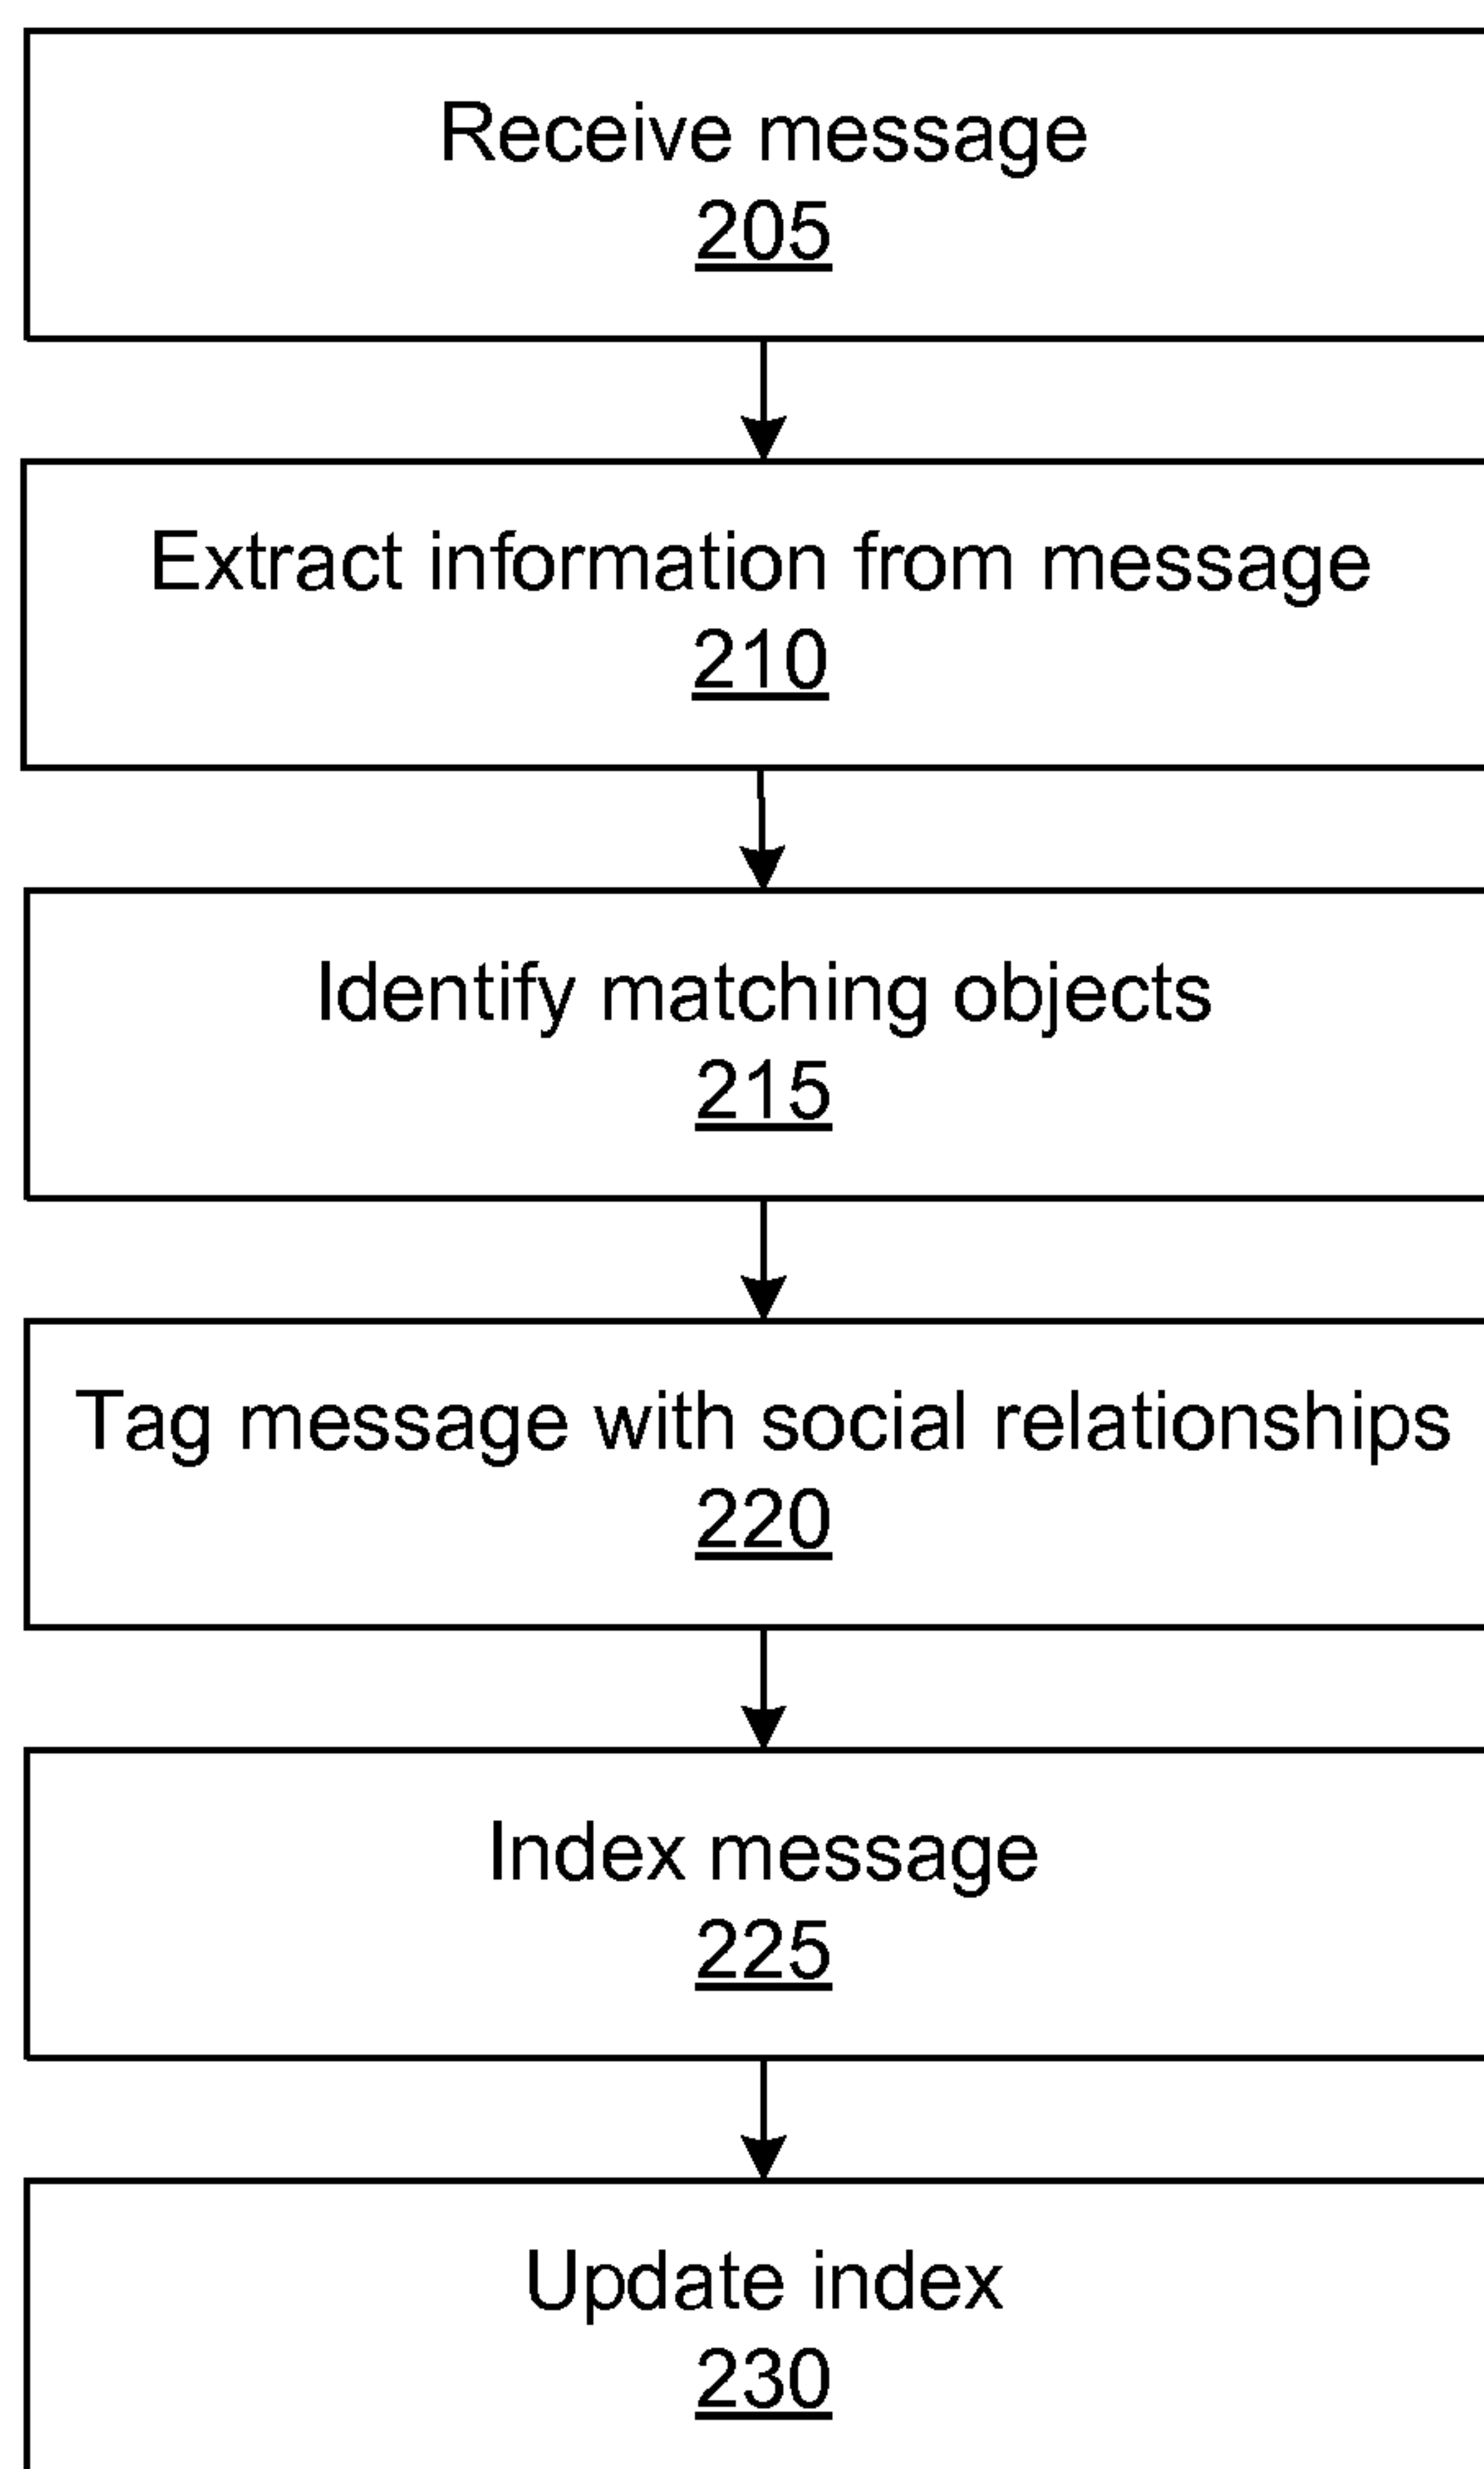 Receive message
205
Extract information from message
210
Identify matching objects
215
Tag message with social relationships
220
Index message
225
Update index
230